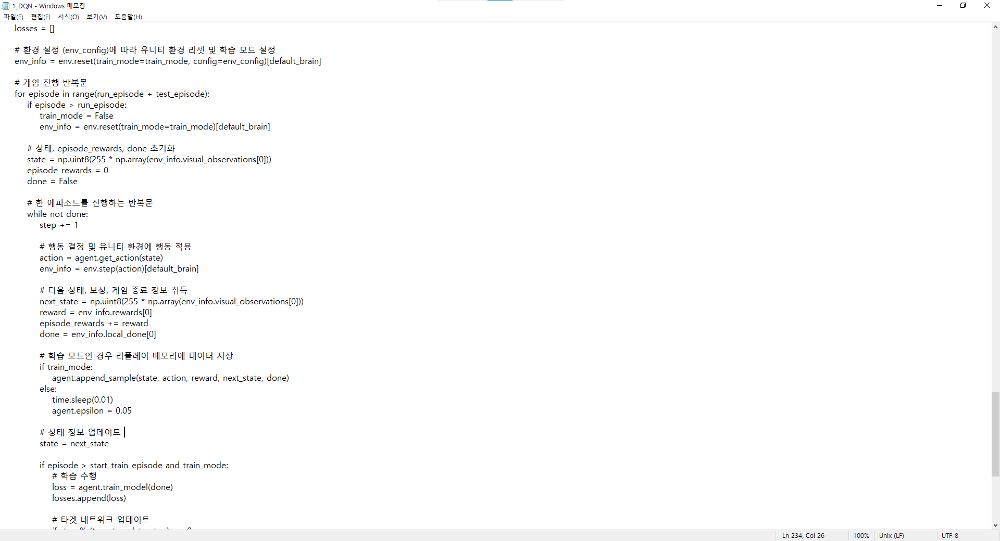 1_DQN - Windows 메모장
파일(F) 편집(E) 서식(O) 보기(V) 도움말(H)
losses = []
# 환경 설정 (env_config)에 따라 유니티 환경 리셋 및 학습 모드 설정
env_info = env.reset(train_mode=train_mode, config=env_config)[default_brain]
# 게임 진행 반복문
for episode in range(run_episode + test_episode):
if episode > run_episode:
train_mode = False
env_info = env.reset(train_mode=train_mode)[default_brain]
# 상태, episode_rewards, done 초기화
state = np.uint8(255 * np.array(env_info.visual_observations[0]))
episode_rewards = 0
done = False
# 한 에피소드를 진행하는 반복문
while not done:
step += 1
# 행동 결정 및 유니티 환경에 행동 적용
action = agent.get_action(state)
env_info = env.step(action)[default_brain]
# 다음 상태, 보상, 게임 종료 정보 취득
next_state = np.uint8(255 * np.array(env_info.visual_observations[0]))
reward = env_info.rewards[0]
episode_rewards += reward
done = env_info.local_done[0]
# 학습 모드인 경우 리플레이 메모리에 데이터 저장
if train_mode:
agent.append_sample(state, action, reward, next_state, done)
else:
time.sleep(0.01)
agent.epsilon = 0.05
# 상태 정보 업데이트
state = next_state
if episode > start_train_episode and train_mode:
# 학습 수행
loss = agent.train_model(done)
losses.append(loss)
# 타겟 네트워크 업데이트
Ln 234, Col 26 100% Unix (LF) UTF-8